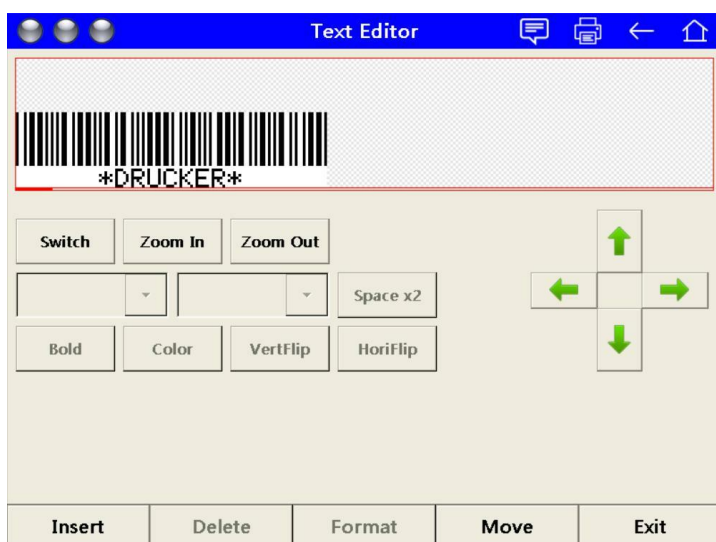 Text Editor
*DRUCKER*
Switch Zoom In Zoom Out
Space x2
Bold Color VertFlip HoriFlip
Insert Delete Format Move Exit